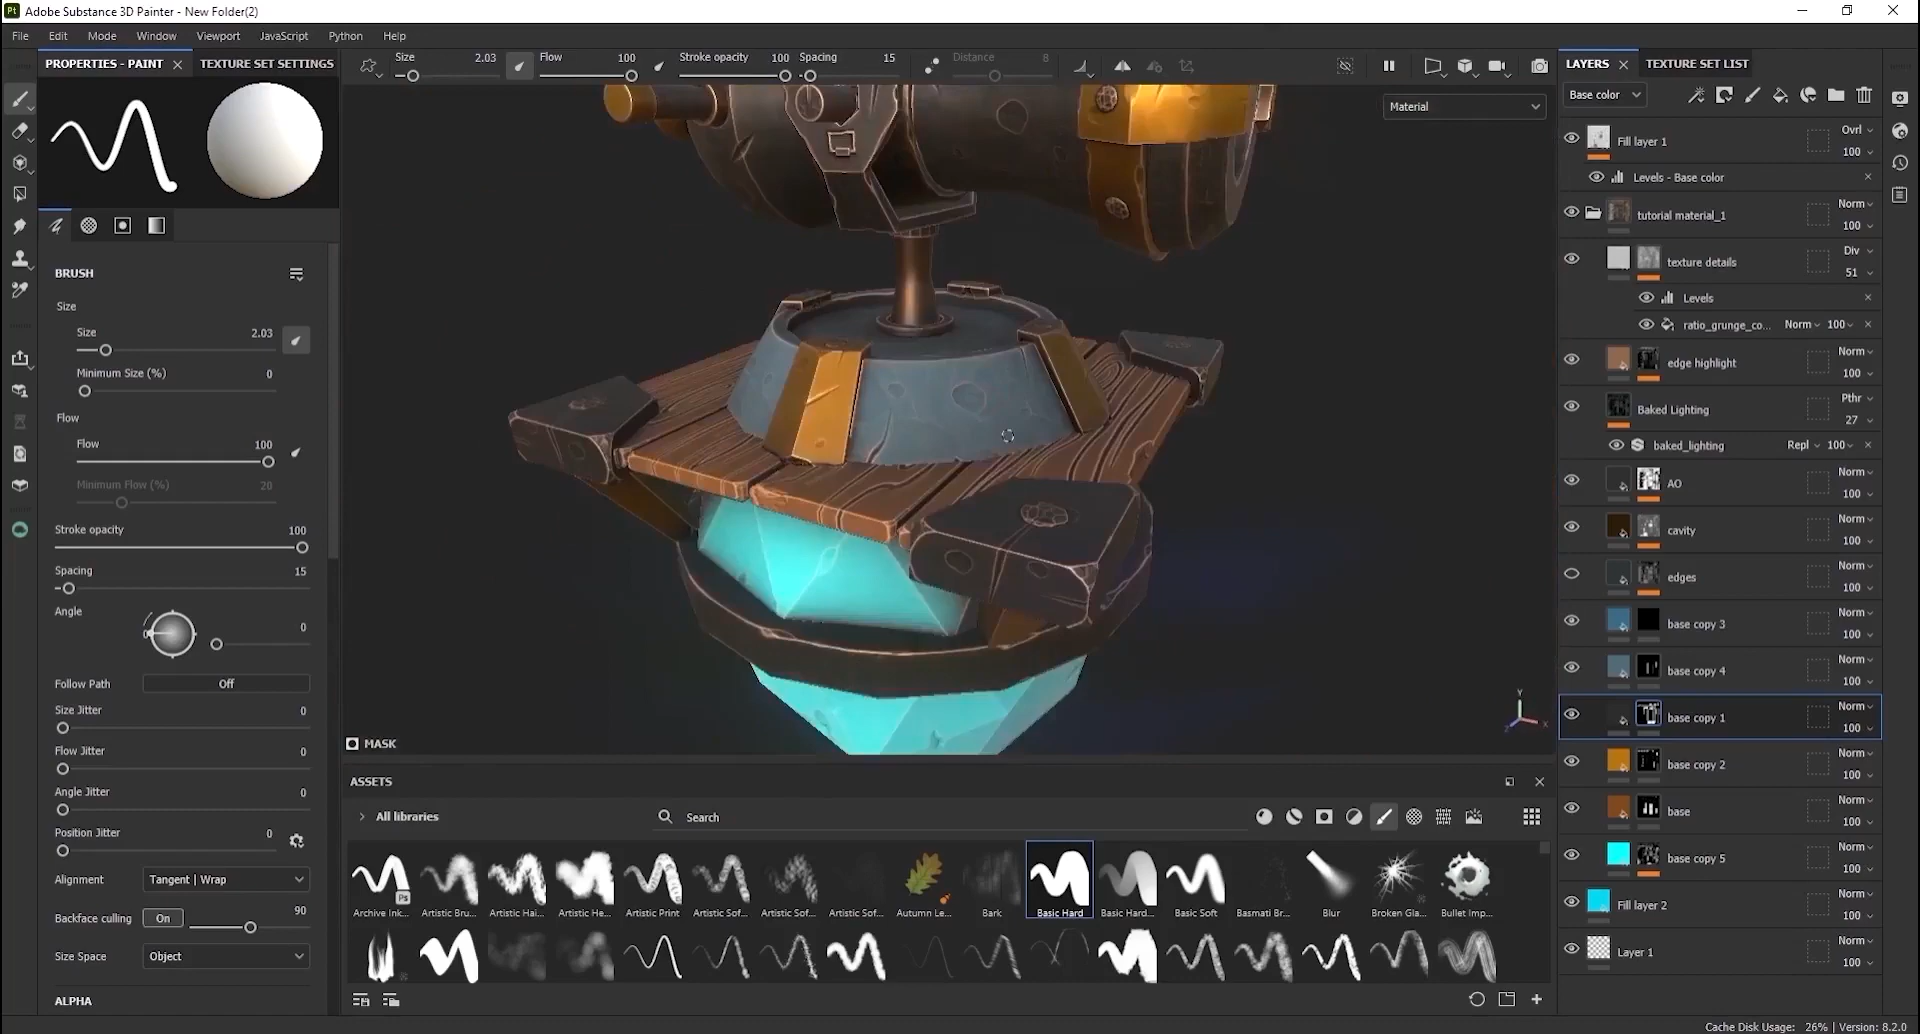 Pt Adobe Substance 3D Painter - New Folder(2)
File Edit Mode Window Viewport JavaScript Python Help
PROPERTIES - PAINT TEXTURE SET SETTINGS
Size 2.03 Flow 100 Stroke opacity 100 Spacing 15 Distance 8
Material
BRUSH
Size
Size 2.03
Minimum Size (%) 0
Flow
Flow 100
Minimum Flow (%) 20
Stroke opacity 100
Spacing 15
Angle
0
Follow Path Off
Size Jitter 0
Flow Jitter 0
Angle Jitter 0
Position Jitter 0
Alignment Tangent | Wrap
Backface culling On 90
Size Space Object
ALPHA
Y
X
MASK
ASSETS
All libraries
Search
Ps
Archive Ink... Artistic Bru... Artistic Hai... Artistic He... Artistic Print Artistic Sof... Artistic Sof... Artistic Sof... Autumn Le... Bark Basic Hard Basic Hard... Basic Soft Basmati Br... Blur Broken Gla... Bullet Imp...
LAYERS TEXTURE SET LIST
Base color
Fill layer 1 Ovrl 100
Levels - Base color
tutorial material_1 Norm 100
texture details Div 51
Levels
ratio_grunge_co... Norm 100
edge highlight Norm 100
Baked Lighting Pthr 27
baked_lighting Repl 100
AO Norm 100
cavity Norm 100
edges Norm 100
base copy 3 Norm 100
base copy 4 Norm 100
base copy 1 Norm 100
base copy 2 Norm 100
base Norm 100
base copy 5 Norm 100
Fill layer 2 Norm 100
Layer 1 Norm 100
Cache Disk Usage: 26% | Version: 8.2.0